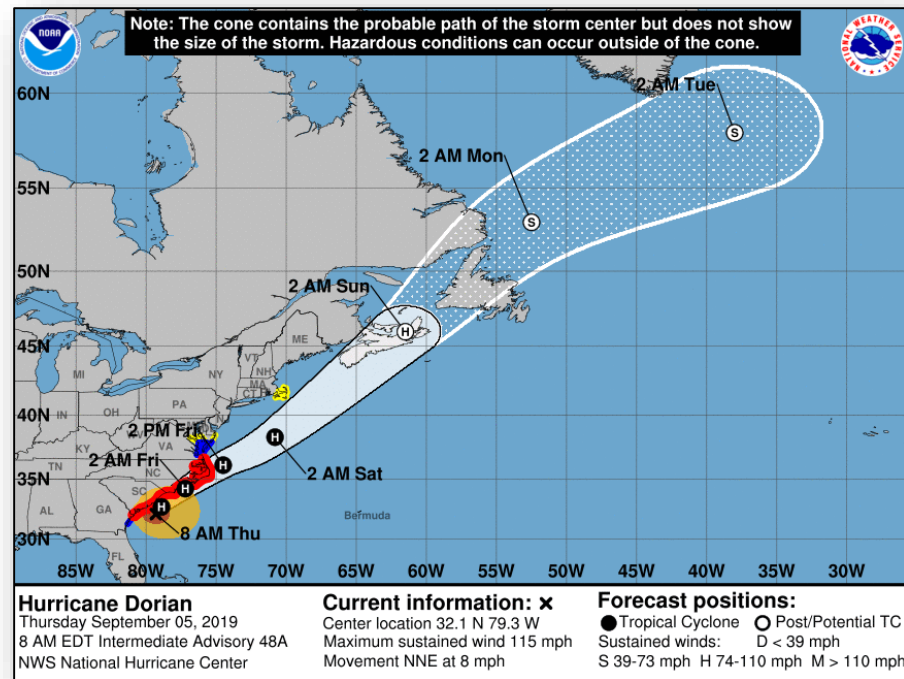 Note: The cone contains the probable path of the storm center but does not show
the size of the storm. Hazardous conditions can occur outside of the cone.
NOAA
60N
2 AM Tue
S
2 AM Mon
55N
S
50N
2 AM Sun
H
45N
ME
VT
NH
MI
NY
MA
CT
40N
PA
IN
OH
2 PM Fri
H
2 AM Sat
KY
VA
H
2 AM Fri
35N
TN
NC
H
SC
H
AL
GA
8 AM Thu
Bermuda
30N
FL
85W 80W 75W 70W 65W 60W 55W 50W 45W 40W 35W 30W
Hurricane Dorian
Thursday September 05, 2019
8 AM EDT Intermediate Advisory 48A
NWS National Hurricane Center
Current information: ×
Center location 32.1 N 79.3 W
Maximum sustained wind 115 mph
Movement NNE at 8 mph
Forecast positions:
● Tropical Cyclone ○ Post/Potential TC
Sustained winds: D < 39 mph
S 39-73 mph H 74-110 mph M > 110 mph